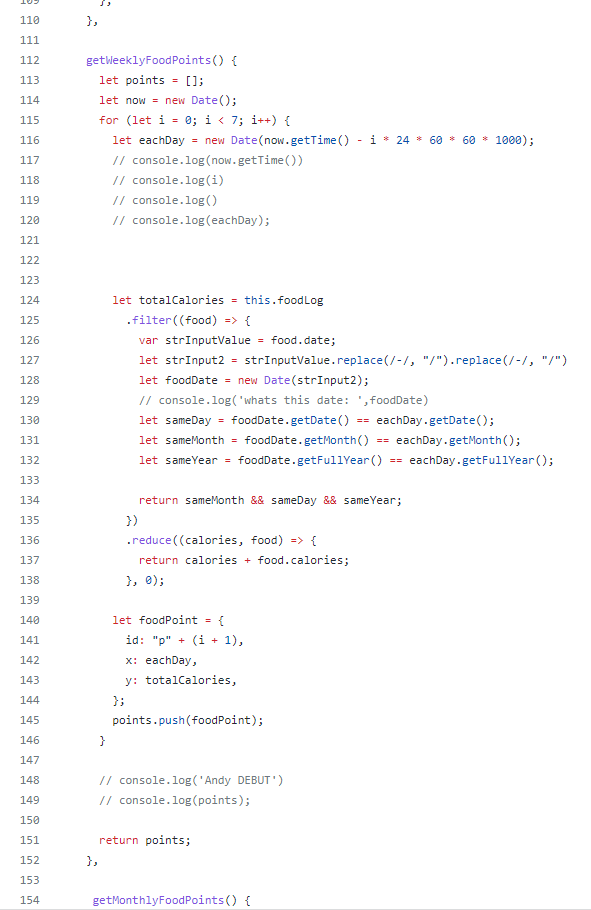 109 },
110 },
111
112 getWeeklyFoodPoints() {
113 let points = [];
114 let now = new Date();
115 for (let i = 0; i < 7; i++) {
116 let eachDay = new Date(now.getTime() - i * 24 * 60 * 60 * 1000);
117 // console.log(now.getTime())
118 // console.log(i)
119 // console.log()
120 // console.log(eachDay);
121
122
123
124 let totalCalories = this.foodLog
125 .filter((food) => {
126 var strInputValue = food.date;
127 let strInput2 = strInputValue.replace(/-/, "/").replace(/-/, "/")
128 let foodDate = new Date(strInput2);
129 // console.log('whats this date: ',foodDate)
130 let sameDay = foodDate.getDate() == eachDay.getDate();
131 let sameMonth = foodDate.getMonth() == eachDay.getMonth();
132 let sameYear = foodDate.getFullYear() == eachDay.getFullYear();
133
134 return sameMonth && sameDay && sameYear;
135 })
136 .reduce((calories, food) => {
137 return calories + food.calories;
138 }, 0);
139
140 let foodPoint = {
141 id: "p" + (i + 1),
142 x: eachDay,
143 y: totalCalories,
144 };
145 points.push(foodPoint);
146 }
147
148 // console.log('Andy DEBUT')
149 // console.log(points);
150
151 return points;
152 },
153
154 getMonthlyFoodPoints() {